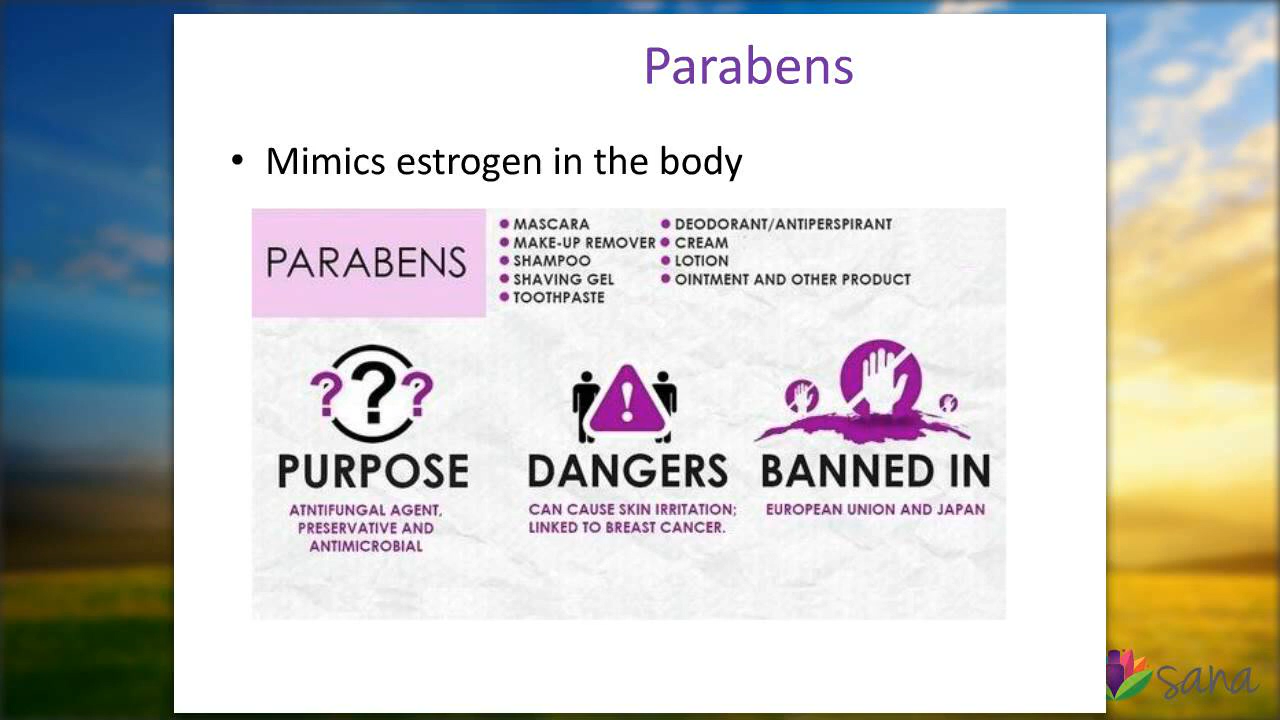 Parabens
• Mimics estrogen in the body
PARABENS
● MASCARA
● MAKE-UP REMOVER
● SHAMPOO
● SHAVING GEL
● TOOTHPASTE
● DEODORANT/ANTIPERSPIRANT
● CREAM
● LOTION
● OINTMENT AND OTHER PRODUCT
? ? ?
PURPOSE
ATNTIFUNGAL AGENT,
PRESERVATIVE AND
ANTIMICROBIAL
!
DANGERS
CAN CAUSE SKIN IRRITATION;
LINKED TO BREAST CANCER.
BANNED IN
EUROPEAN UNION AND JAPAN
sana